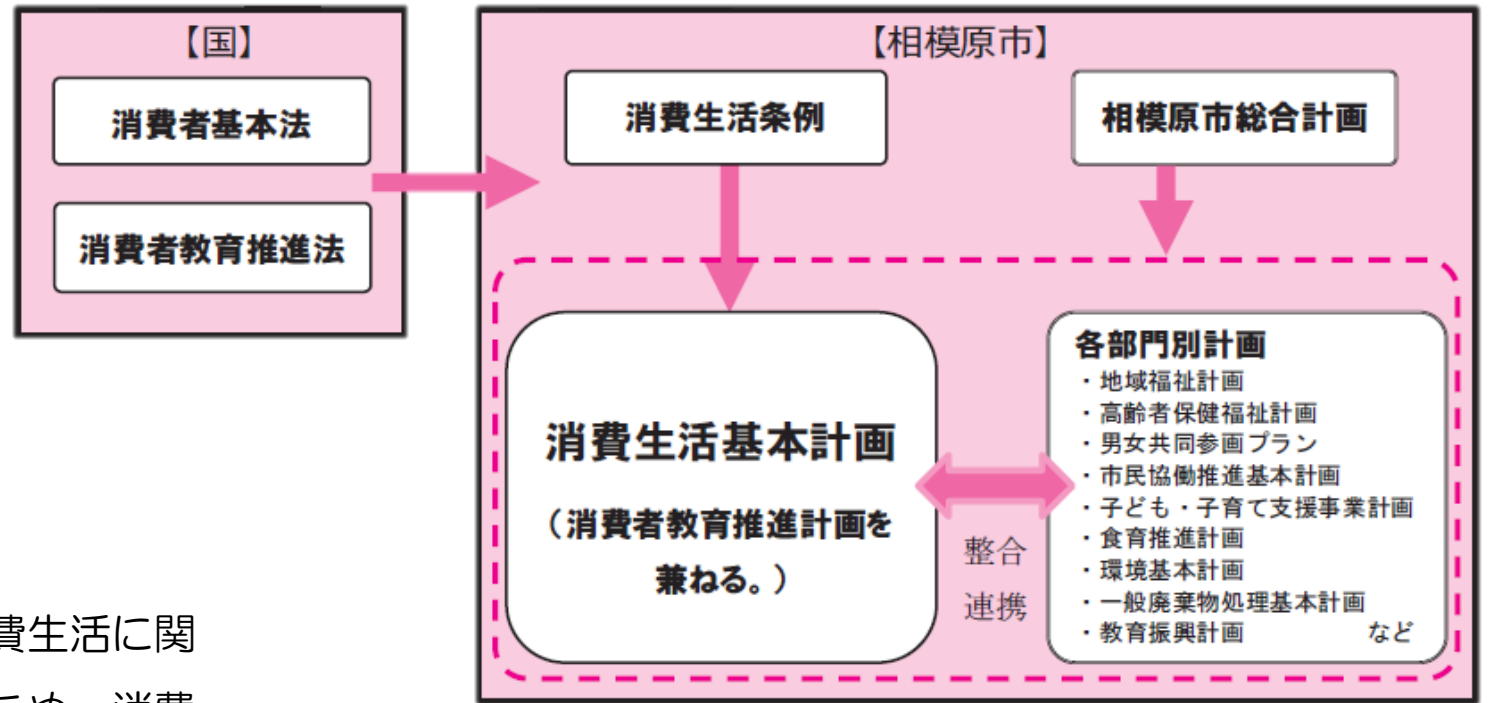 【国】
消費者基本法
消費者教育推進法
【相模原市】
消費生活条例
相模原市総合計画
消費生活基本計画
（消費者教育推進計画を
兼ねる。）
整合
連携
各部門別計画
・地域福祉計画
・高齢者保健福祉計画
・男女共同参画プラン
・市民協働推進基本計画
・子ども・子育て支援事業計画
・食育推進計画
・環境基本計画
・一般廃棄物処理基本計画
・教育振興計画　など
費生活に関